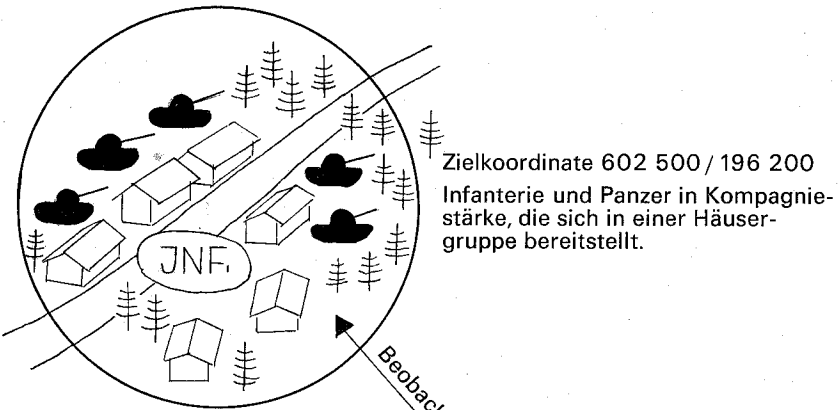 Zielkoordinate 602 500 / 196 200
Infanterie und Panzer in Kompagnie-
stärke, die sich in einer Häuser-
gruppe bereitstellt.
JNF.